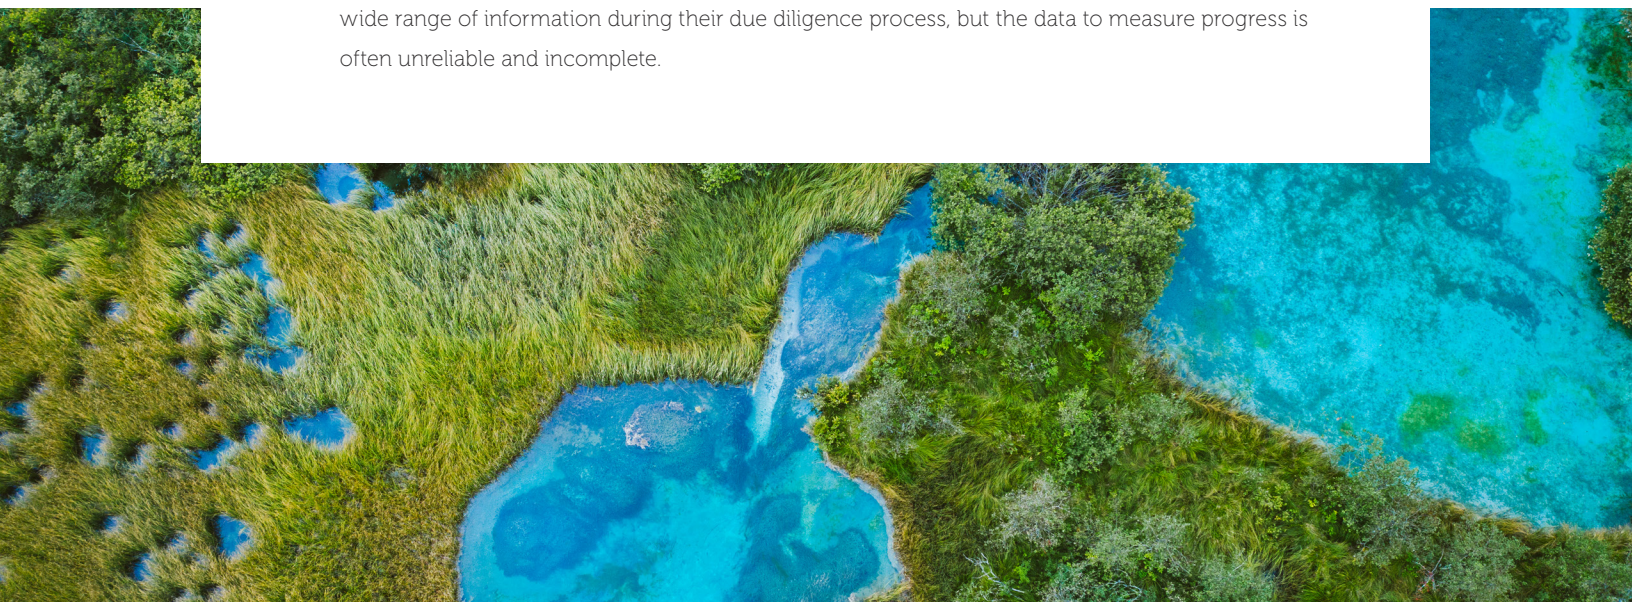 wide range of information during their due diligence process, but the data to measure progress is
often unreliable and incomplete.